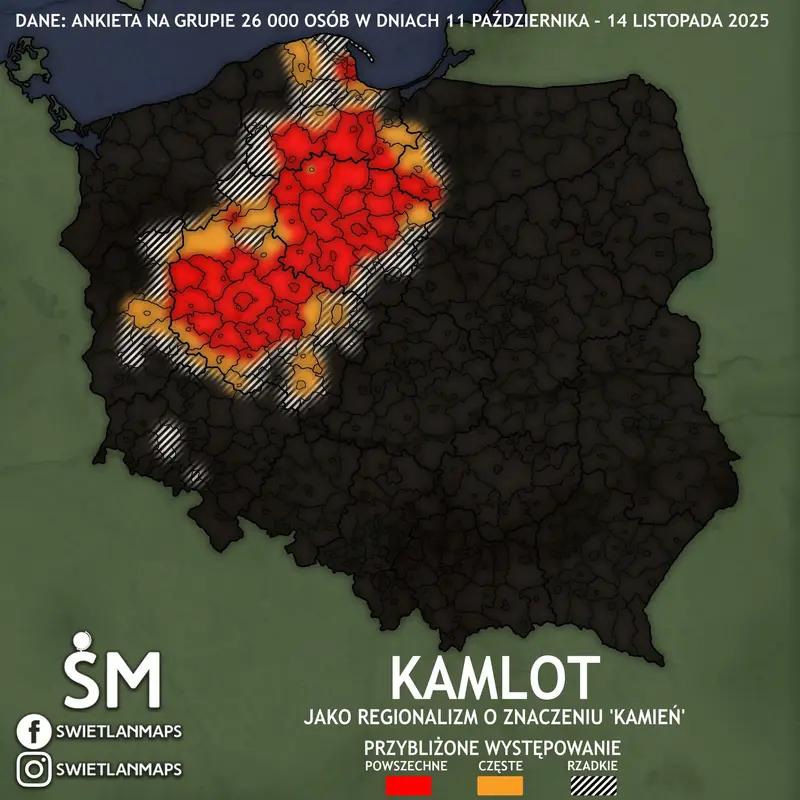 DANE: ANKIETA NA GRUPIE 26 000 OSÓB W DNIACH 11 PAŹDZIERNIKA - 14 LISTOPADA 2025
ŚM
SWIETLANMAPS
SWIETLANMAPS
KAMLOT
JAKO REGIONALIZM O ZNACZENIU 'KAMIEŃ'
PRZYBLIŻONE WYSTĘPOWANIE
POWSZECHNE CZĘSTE RZADKIE